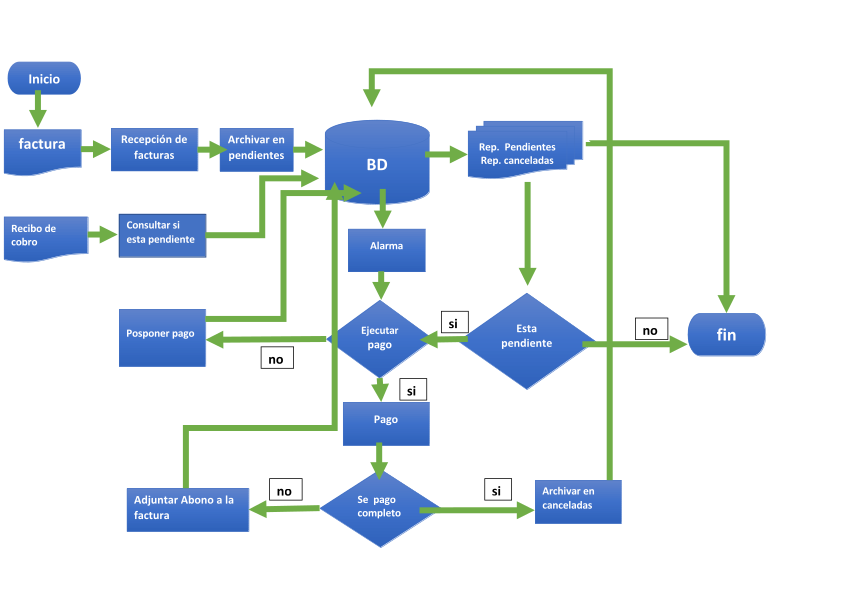 Inicio
factura
Recepción de
facturas
Archivar en
pendientes
BD
Rep. Pendientes
Rep. canceladas
Recibo de
cobro
Consultar si
esta pendiente
Alarma
Posponer pago
Ejecutar
pago
si
Esta
pendiente
no
fin
no
si
Pago
Adjuntar Abono a la
factura
no
Se pago
completo
si
Archivar en
canceladas